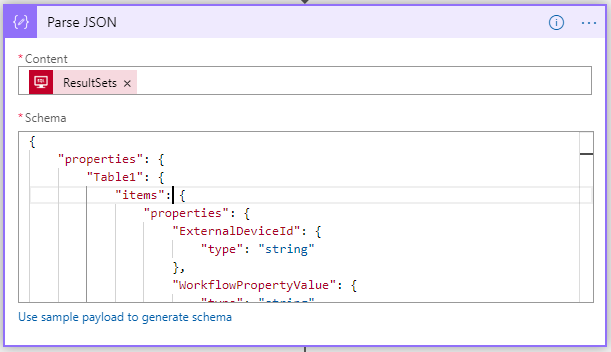 Parse JSON
* Content
ResultSets ×
* Schema
{
"properties": {
"Table1": {
"items": {
"properties": {
"ExternalDeviceId": {
"type": "string"
},
"WorkflowPropertyValue": {
"type": "string"
Use sample payload to generate schema